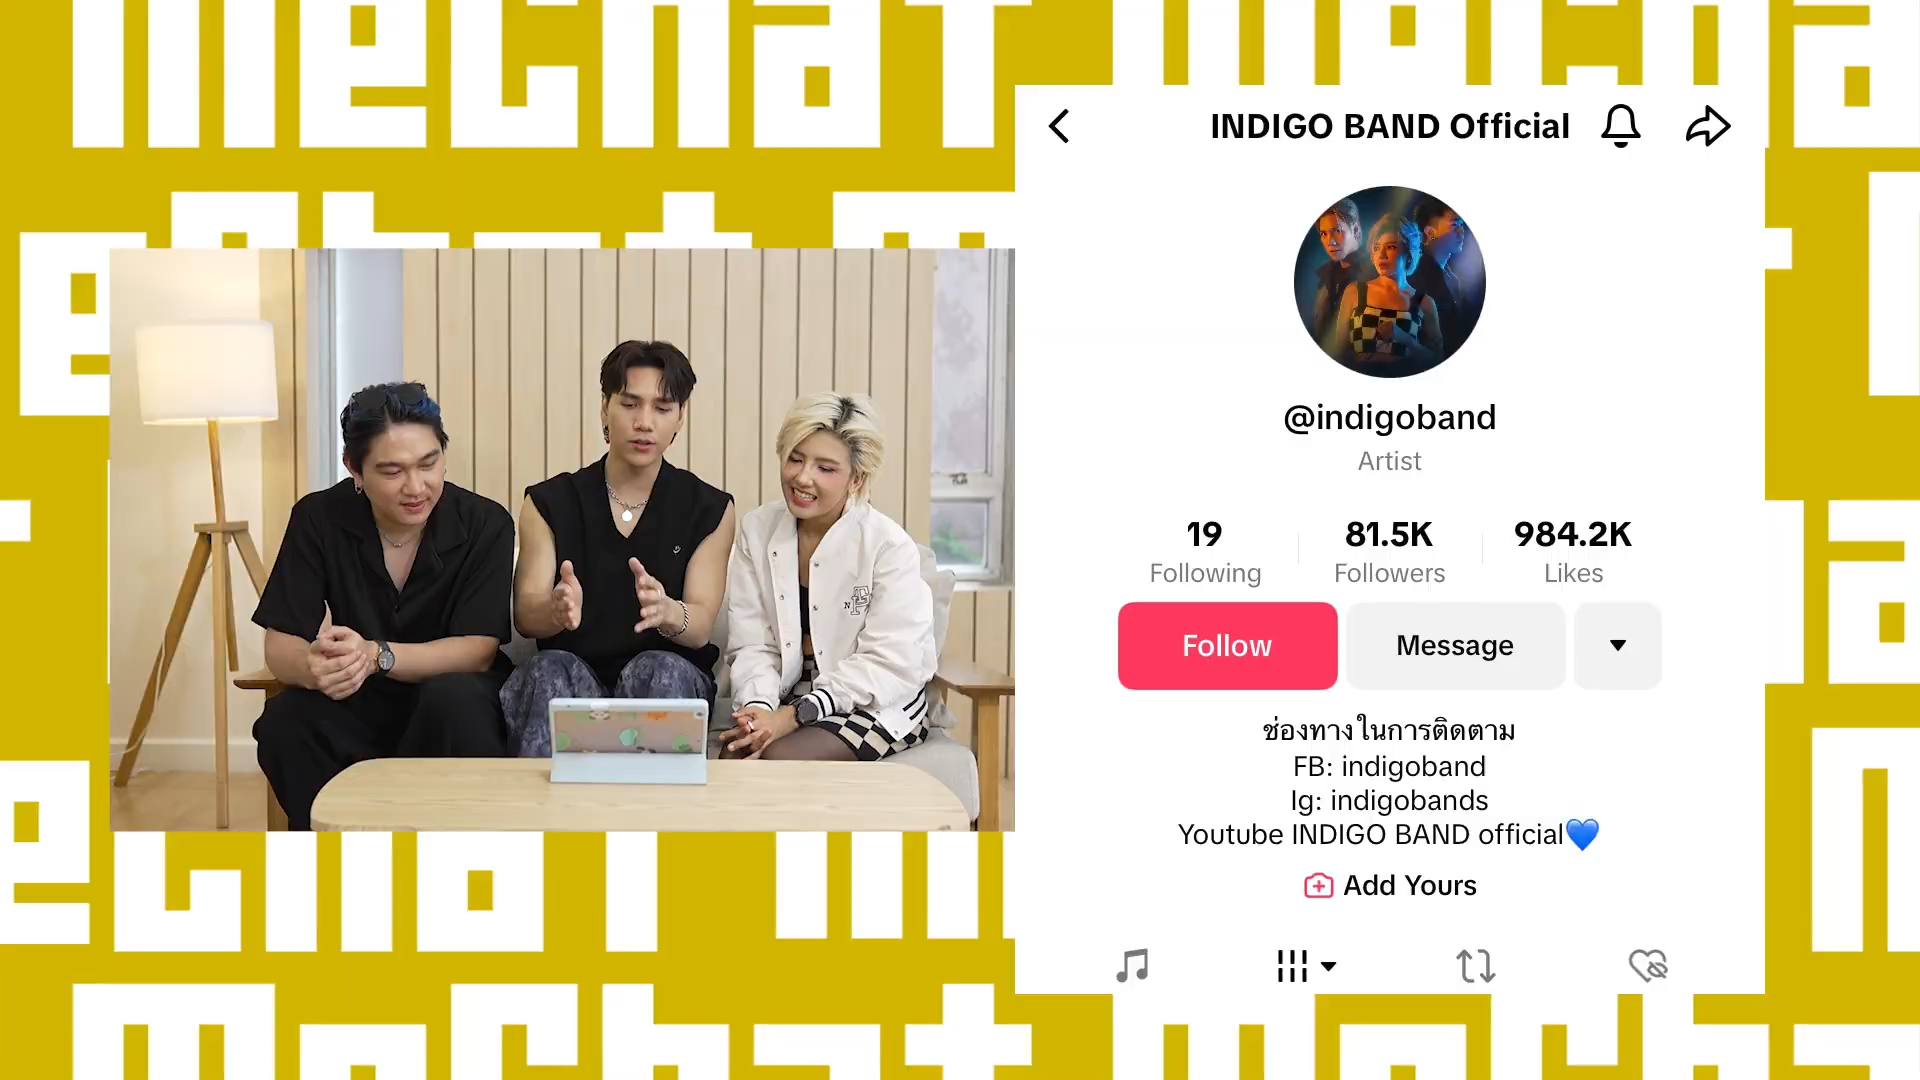 mechat
INDIGO BAND Official
@indigoband
Artist
19
Following
81.5K
Followers
984.2K
Likes
Follow
Message
ช่องทางในการติดตาม
FB: indigoband
Ig: indigobands
Youtube INDIGO BAND official💙
Add Yours
mechat